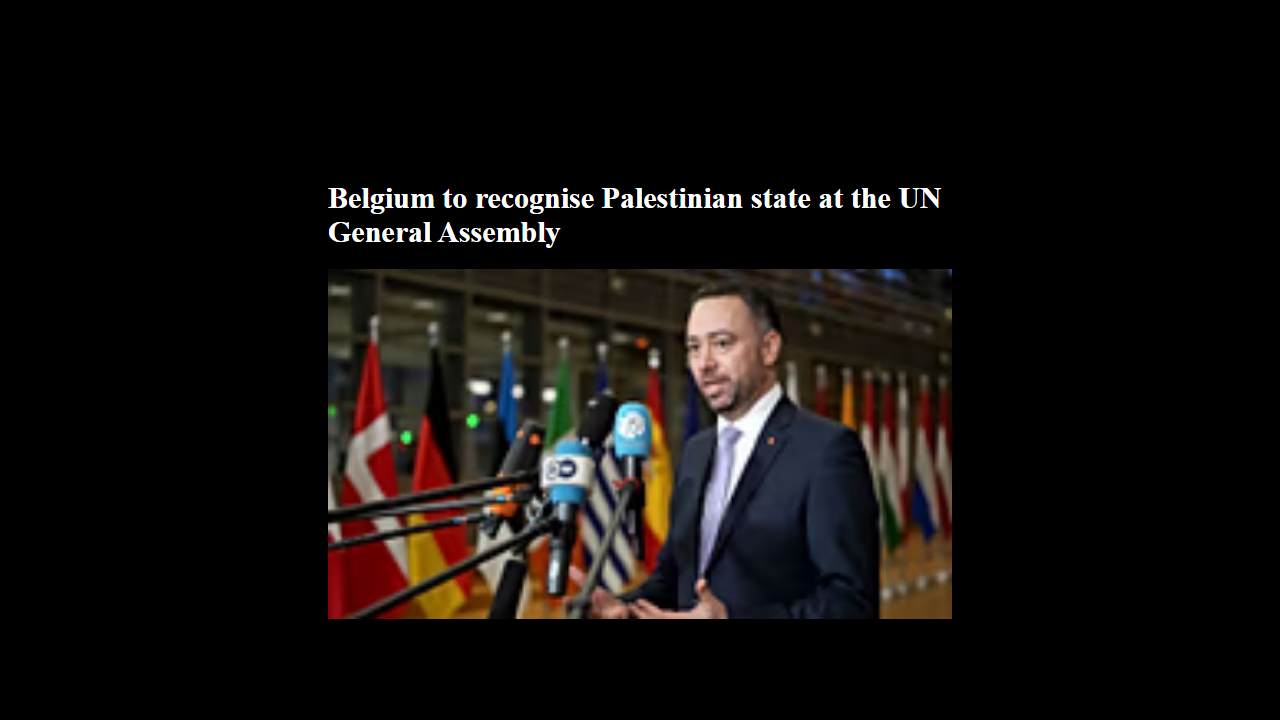 Belgium to recognise Palestinian state at the UN
General Assembly